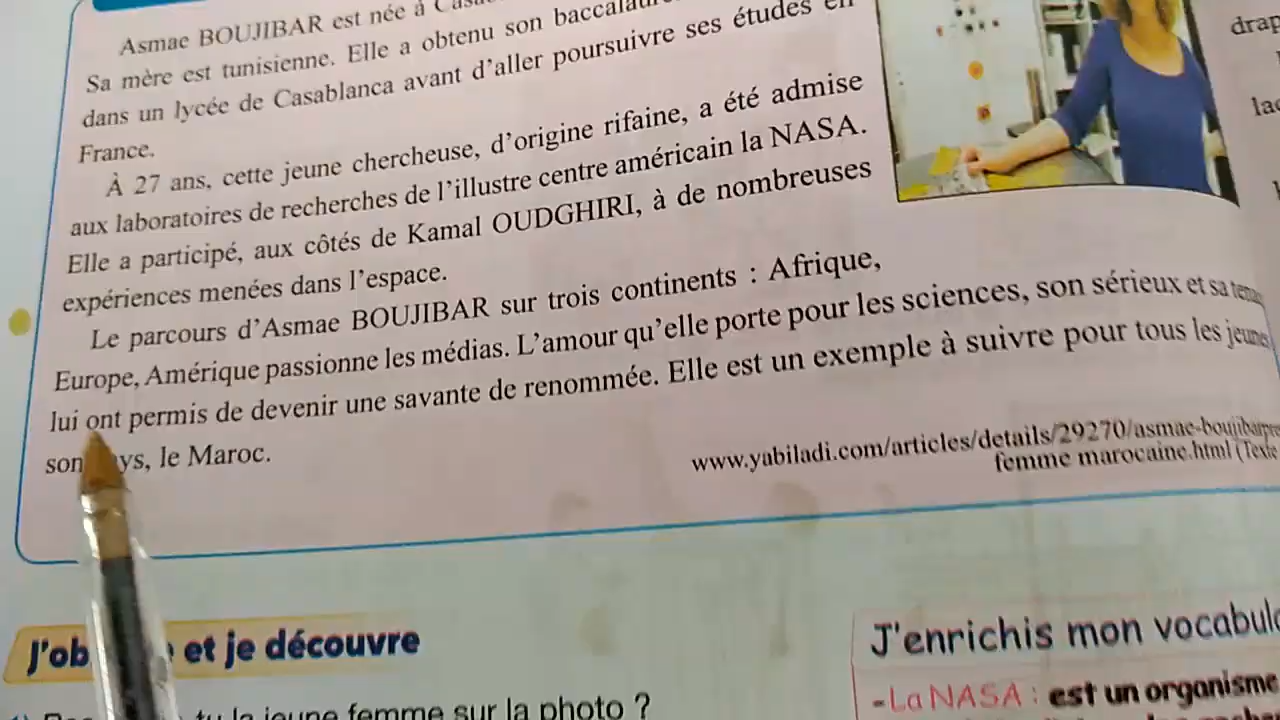 Asmae BOUJIBAR est née à
Sa mère est tunisienne. Elle a obtenu son
dans un lycée de Casablanca avant d'aller poursuivre ses études en
France.
À 27 ans, cette jeune chercheuse, d'origine rifaine, a été admise
aux laboratoires de recherches de l'illustre centre américain la NASA.
Elle a participé, aux côtés de Kamal OUDGHIRI, à de nombreuses
expériences menées dans l'espace.
Le parcours d'Asmae BOUJIBAR sur trois continents : Afrique,
Europe, Amérique passionne les médias. L'amour qu'elle porte pour les sciences, son sérieux et sa
lui ont permis de devenir une savante de renommée. Elle est un exemple à suivre pour tous les
son, le Maroc.
www.yabiladi.com/articles/details/29270/
femme marocaine.html (Texte
et je découvre
la jeune femme sur la photo ?
J'enrichis mon
-La NASA : est un organisme